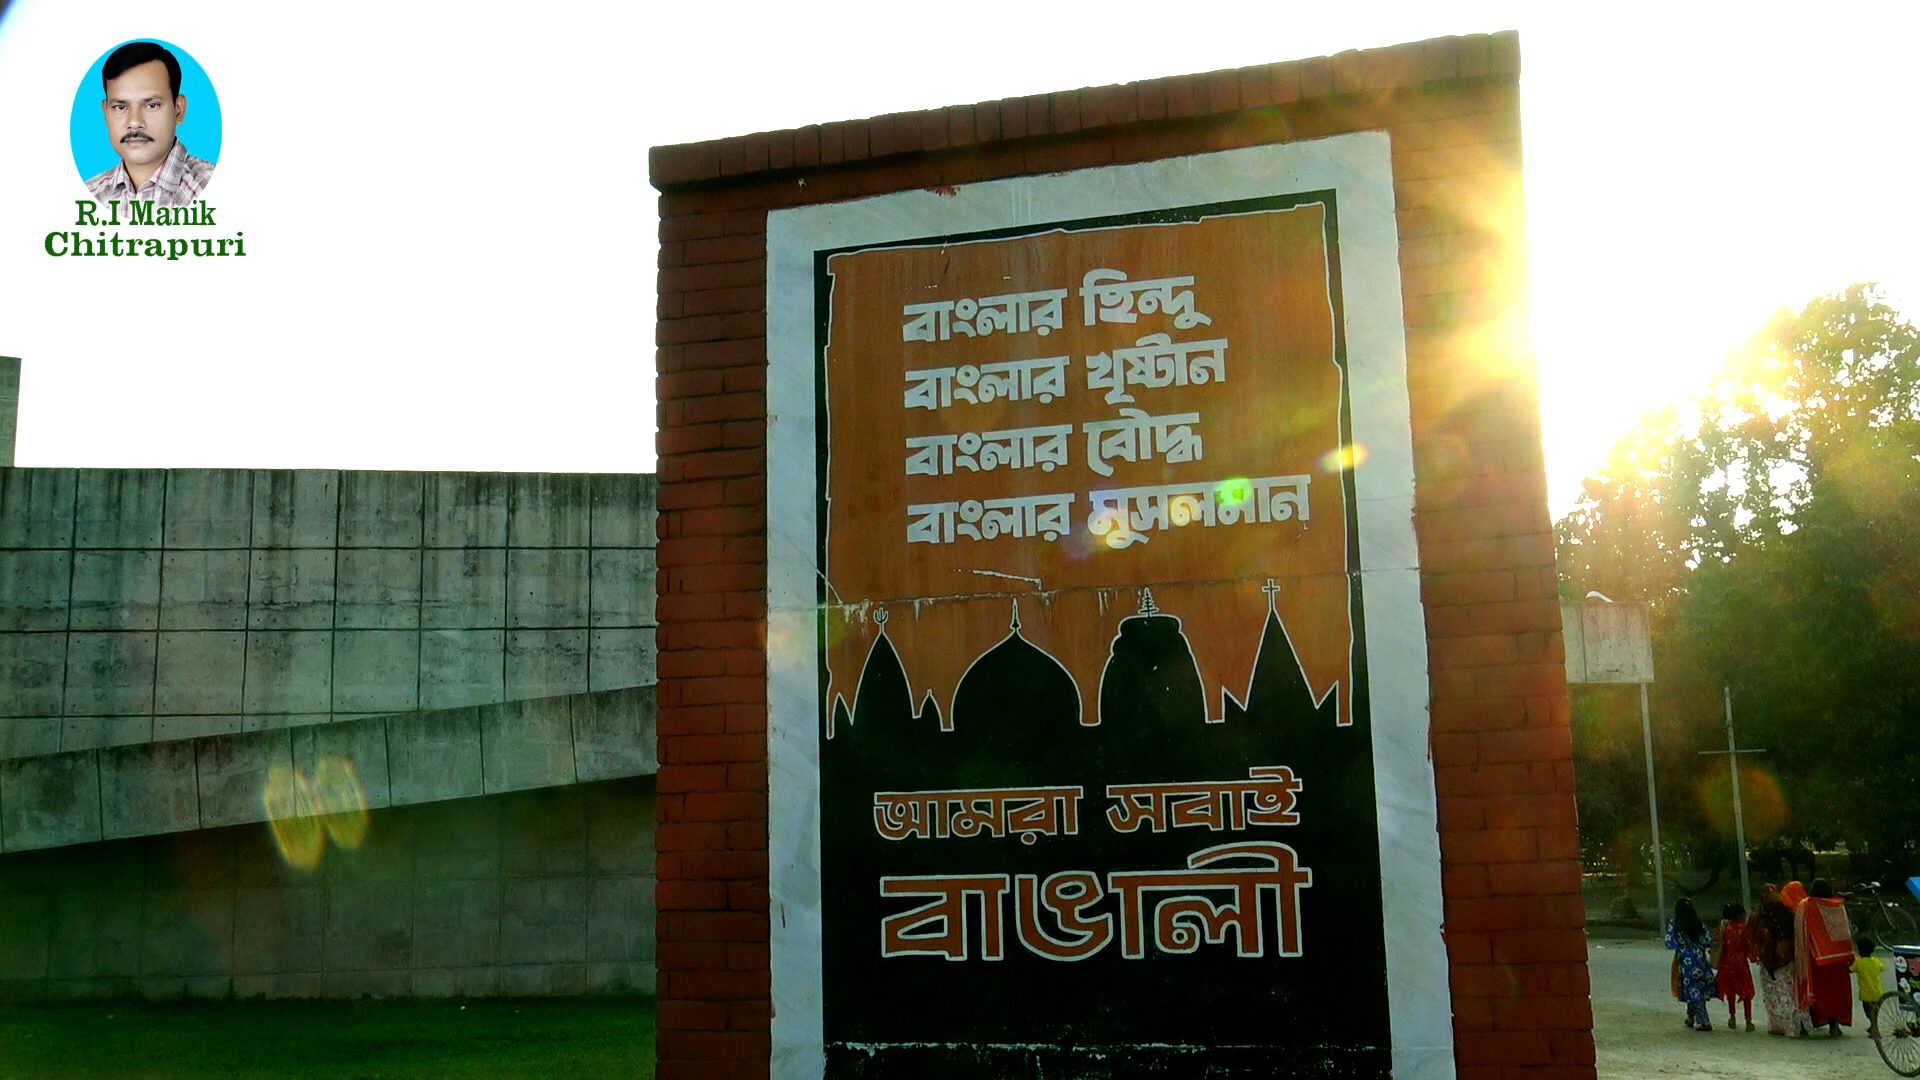 R.I Manik
Chitrapuri
বাংলার হিন্দু
বাংলার খৃষ্টান
বাংলার বৌদ্ধ
বাংলার মুসলমান
আমরা সবাই
বাঙালী